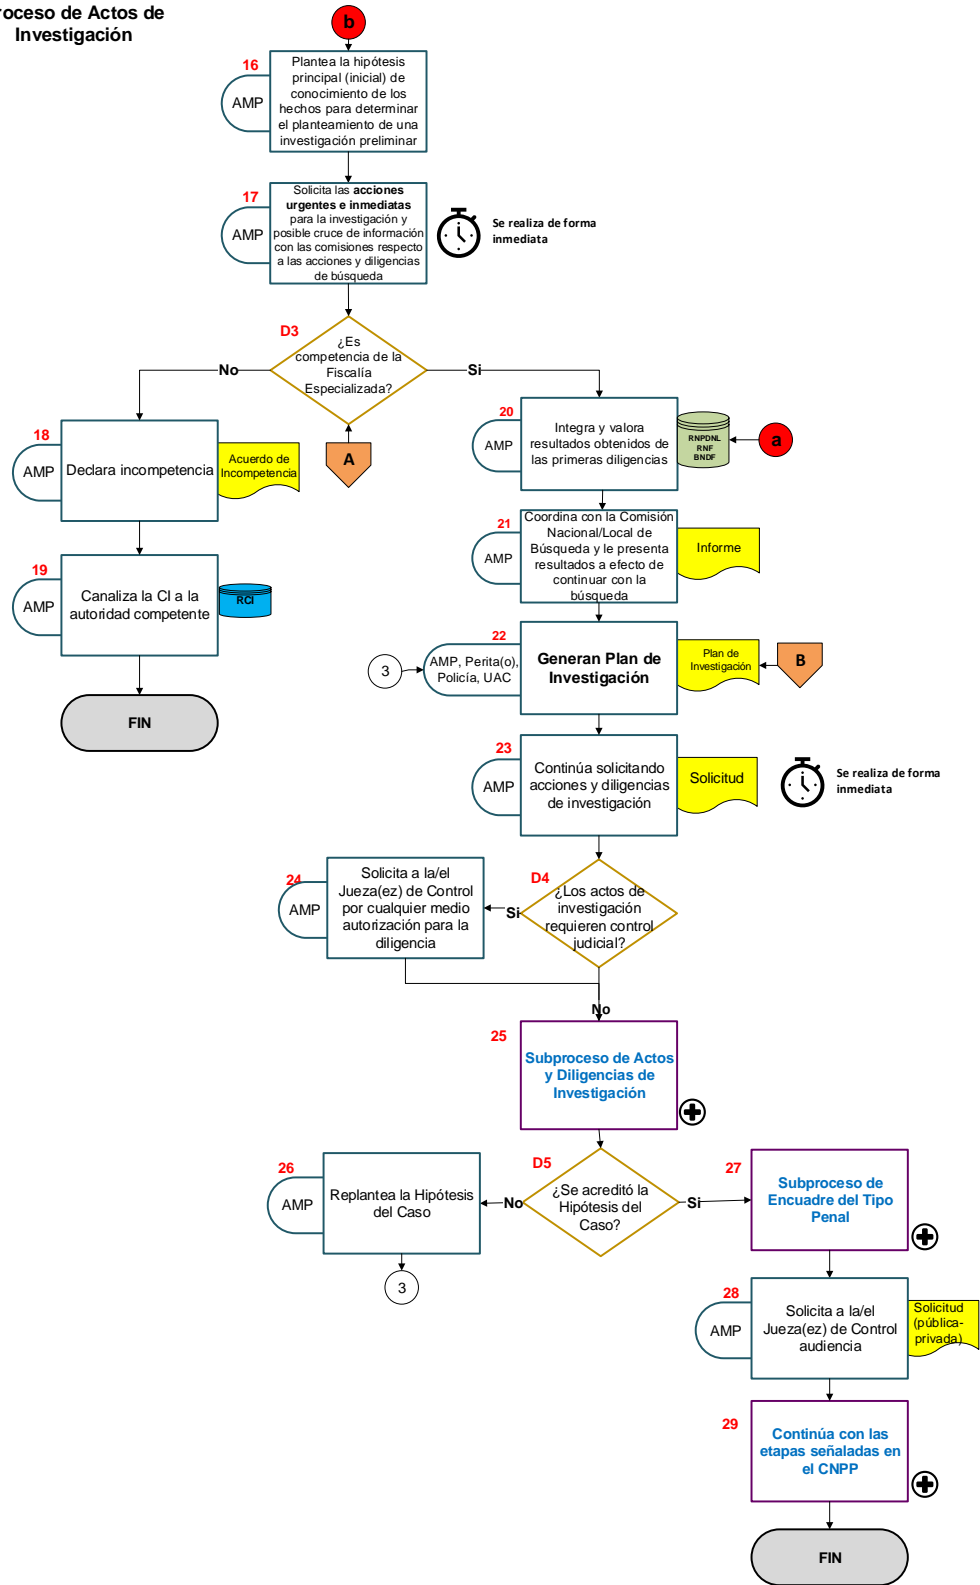 roceso de Actos de
Investigación
b
16
AMP
Plantea la hipótesis
principal (inicial) de
conocimiento de los
hechos para determinar
el planteamiento de una
investigación preliminar
17
AMP
Solicita las acciones
urgentes e inmediatas
para la investigación y
posible cruce de información
con las comisiones respecto
a las acciones y diligencias
de búsqueda
Se realiza de forma
inmediata
D3
¿Es
competencia de la
Fiscalía
Especializada?
No
Si
A
18
AMP
Declara incompetencia
Acuerdo de
Incompetencia
19
AMP
Canaliza la CI a la
autoridad competente
RCI
FIN
20
AMP
Integra y valora
resultados obtenidos de
las primeras diligencias
RNPDNL
RNF
BNDF
a
21
AMP
Coordina con la Comisión
Nacional/Local de
Búsqueda y le presenta
resultados a efecto de
continuar con la
búsqueda
Informe
22
3
AMP, Perita(o),
Policía, UAC
Generan Plan de
Investigación
Plan de
Investigación
B
23
AMP
Continúa solicitando
acciones y diligencias
de investigación
Solicitud
Se realiza de forma
inmediata
24
AMP
Solicita a la/el
Jueza(ez) de Control
por cualquier medio
autorización para la
diligencia
D4
¿Los actos de
investigación
requieren control
judicial?
Si
No
25
Subproceso de Actos
y Diligencias de
Investigación
26
AMP
Replantea la Hipótesis
del Caso
3
D5
¿Se acreditó la
Hipótesis del
Caso?
No
Si
27
Subproceso de
Encuadre del Tipo
Penal
28
AMP
Solicita a la/el
Jueza(ez) de Control
audiencia
Solicitud
(pública-
privada)
29
Continúa con las
etapas señaladas en
el CNPP
FIN